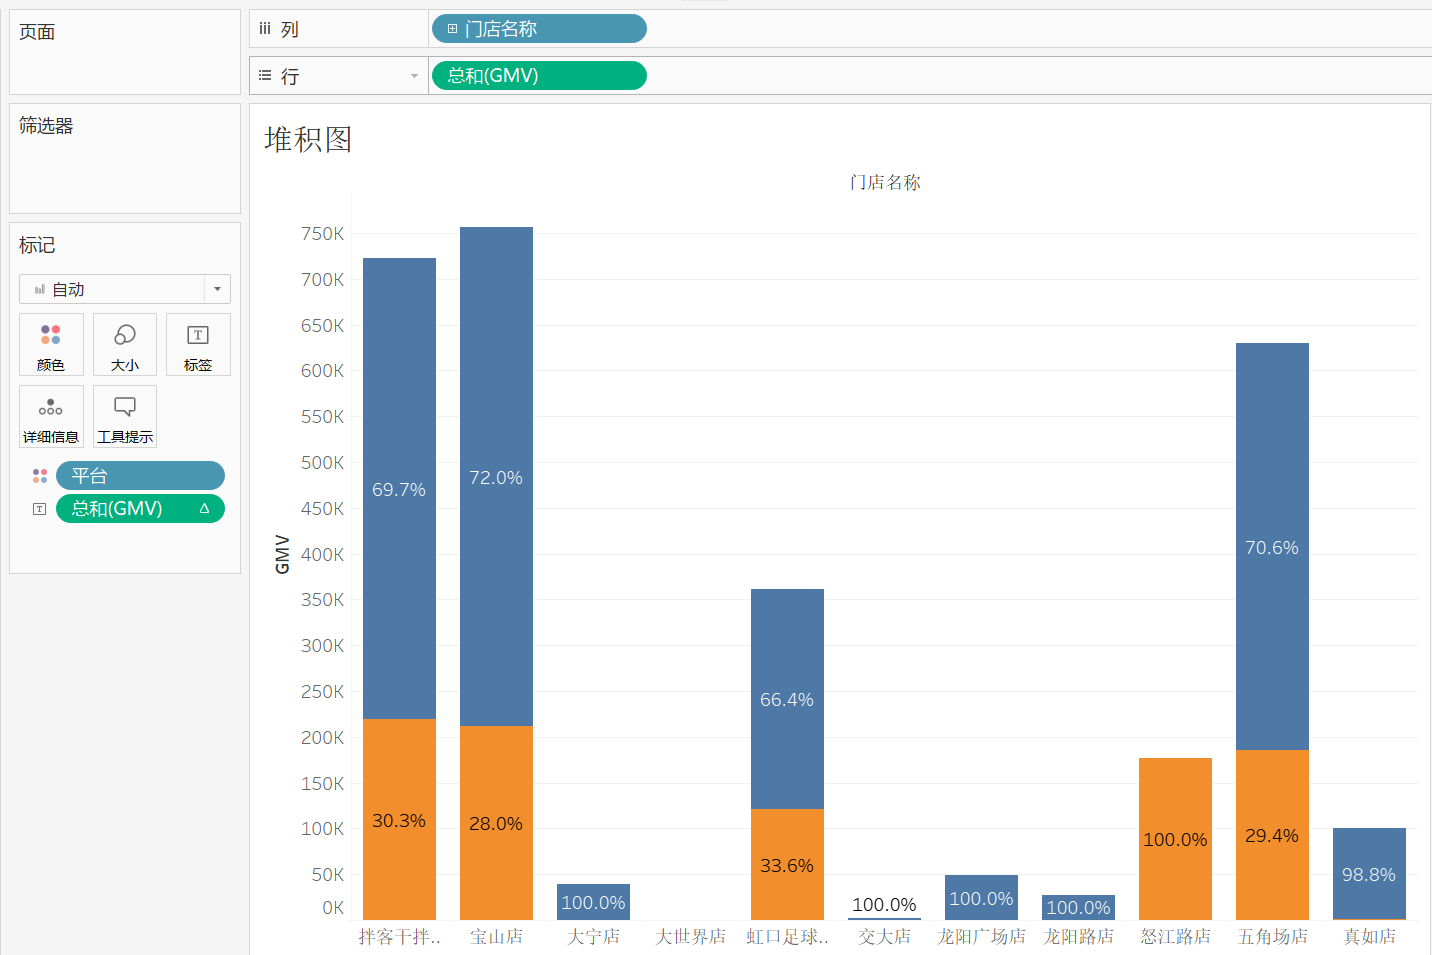 页面
列
门店名称
行
总和(GMV)
筛选器
标记
自动
颜色
大小
标签
详细信息
工具提示
平台
总和(GMV)
堆积图
门店名称
GMV
750K
700K
650K
600K
550K
500K
450K
400K
350K
300K
250K
200K
150K
100K
50K
0K
69.7%
30.3%
72.0%
28.0%
100.0%
66.4%
33.6%
100.0%
100.0%
100.0%
100.0%
70.6%
29.4%
98.8%
拌客干拌..
宝山店
大宁店
大世界店
虹口足球..
交大店
龙阳广场店
龙阳路店
怒江路店
五角场店
真如店